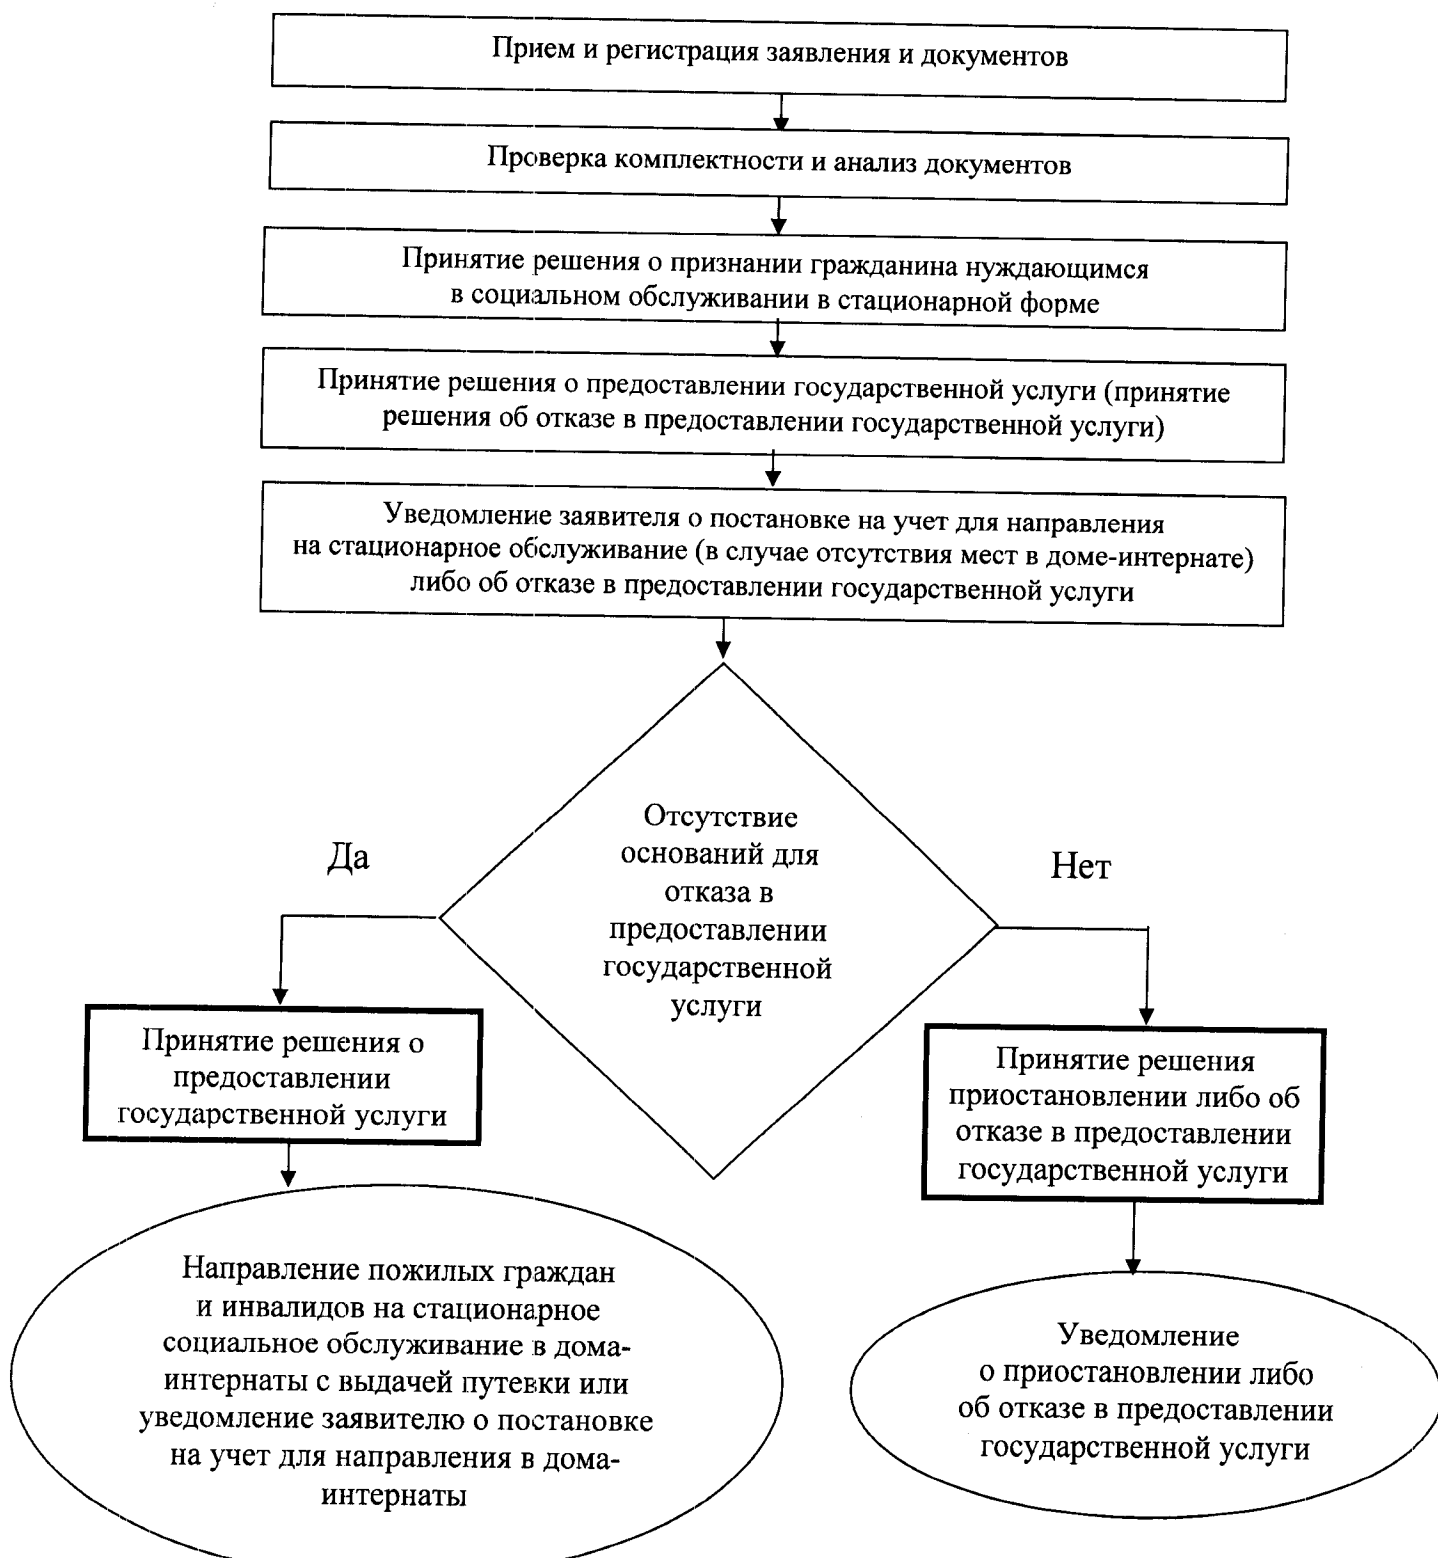 Прием и регистрация заявления и документов
Проверка комплектности и анализ документов
Принятие решения о признании гражданина нуждающимся
в социальном обслуживании в стационарной форме
Принятие решения о предоставлении государственной услуги (принятие
решения об отказе в предоставлении государственной услуги)
Уведомление заявителя о постановке на учет для направления
на стационарное обслуживание (в случае отсутствия мест в доме-интернате)
либо об отказе в предоставлении государственной услуги
Отсутствие
оснований для
отказа в
предоставлении
государственной
услуги
Да
Нет
Принятие решения о
предоставлении
государственной услуги
Принятие решения
приостановлении либо об
отказе в предоставлении
государственной услуги
Направление пожилых граждан
и инвалидов на стационарное
социальное обслуживание в дома-
интернаты с выдачей путевки или
уведомление заявителю о постановке
на учет для направления в дома-
интернаты
Уведомление
о приостановлении либо
об отказе в предоставлении
государственной услуги